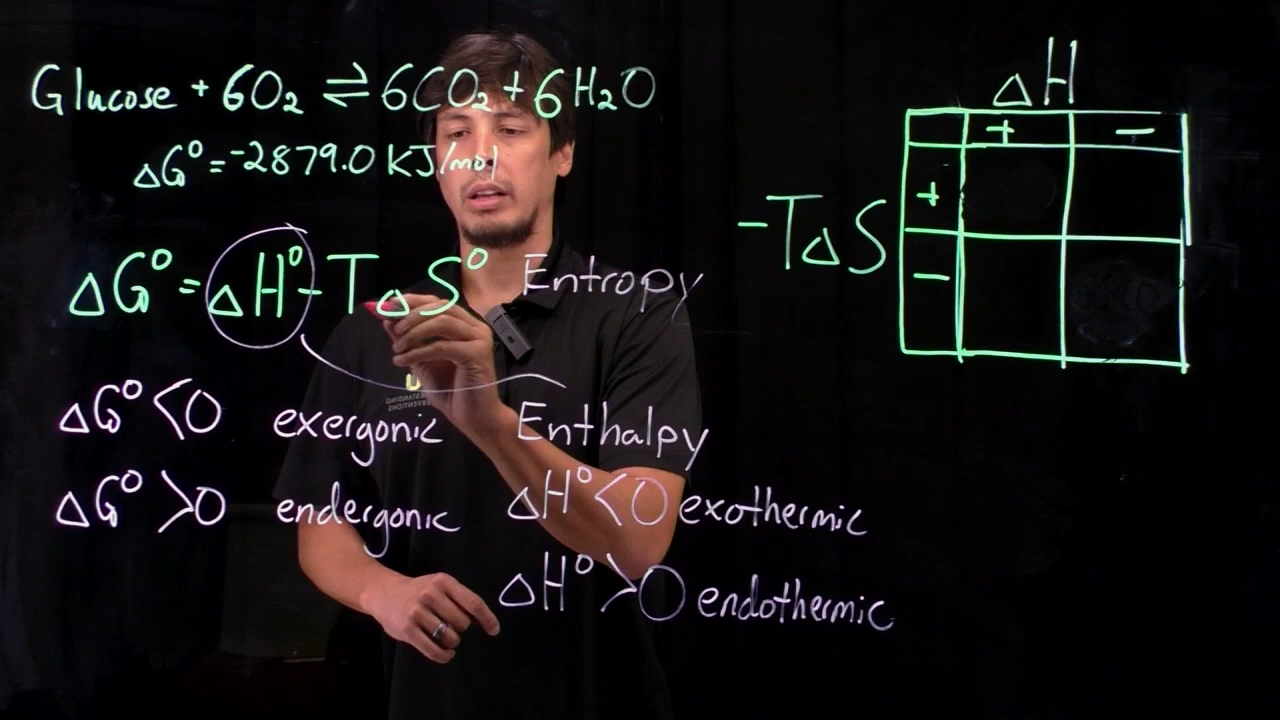 Glucose + 6O₂ ⇌ 6CO₂ + 6H₂O
ΔG° = -2879.0 KJ/mol
ΔG° = ΔH° - TΔS° Entropy
ΔG° < 0 exergonic Enthalpy
ΔG° > 0 endergonic ΔH° < 0 exothermic
ΔH° > 0 endothermic
ΔH
+ -
-TΔS +
-